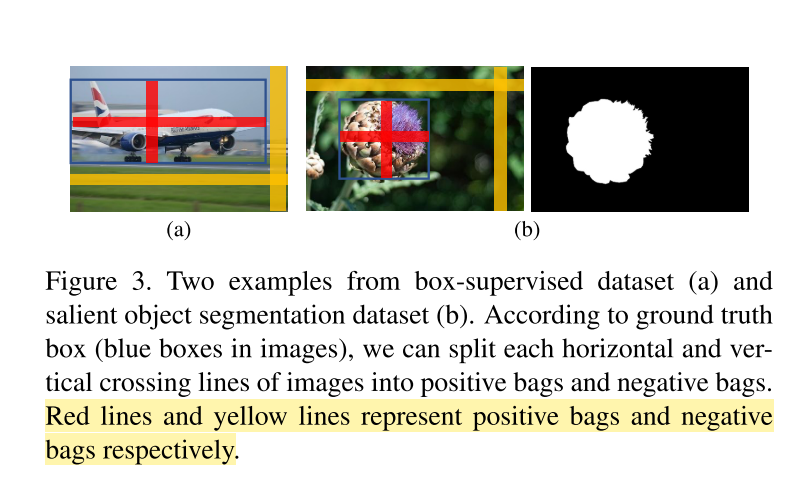 (a)
(b)
Figure 3. Two examples from box-supervised dataset (a) and
salient object segmentation dataset (b). According to ground truth
box (blue boxes in images), we can split each horizontal and ver-
tical crossing lines of images into positive bags and negative bags.
Red lines and yellow lines represent positive bags and negative
bags respectively.